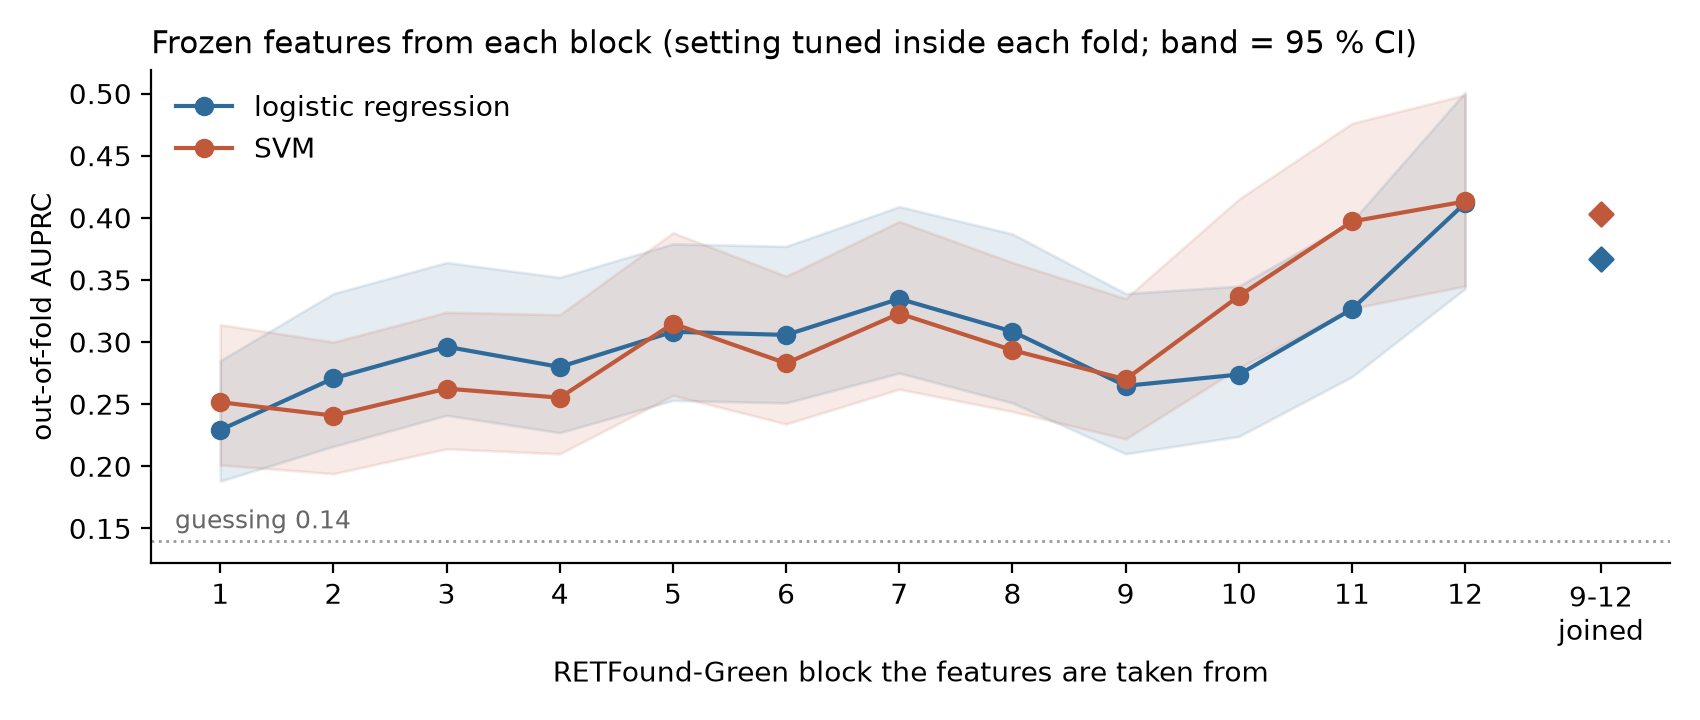 Frozen features from each block (setting tuned inside each fold; band = 95 % CI)
logistic regression
SVM
out-of-fold AUPRC
0.50
0.45
0.40
0.35
0.30
0.25
0.20
0.15
guessing 0.14
1 2 3 4 5 6 7 8 9 10 11 12 9-12
joined
RETFound-Green block the features are taken from